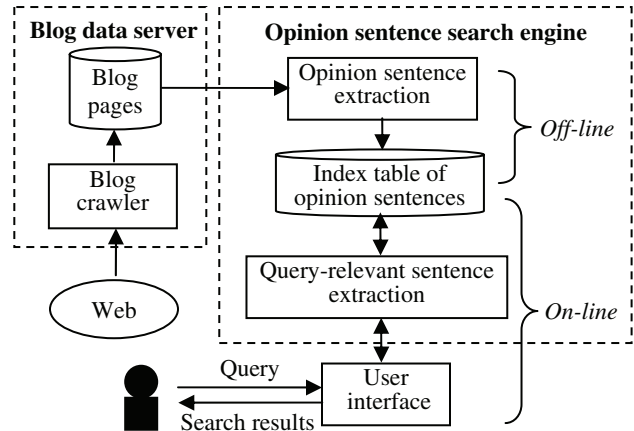 Blog data server
Opinion sentence search engine
Blog
pages
Opinion sentence
extraction
Off-line
Blog
crawler
Index table of
opinion sentences
Web
Query-relevant sentence
extraction
On-line
Query
Search results
User
interface